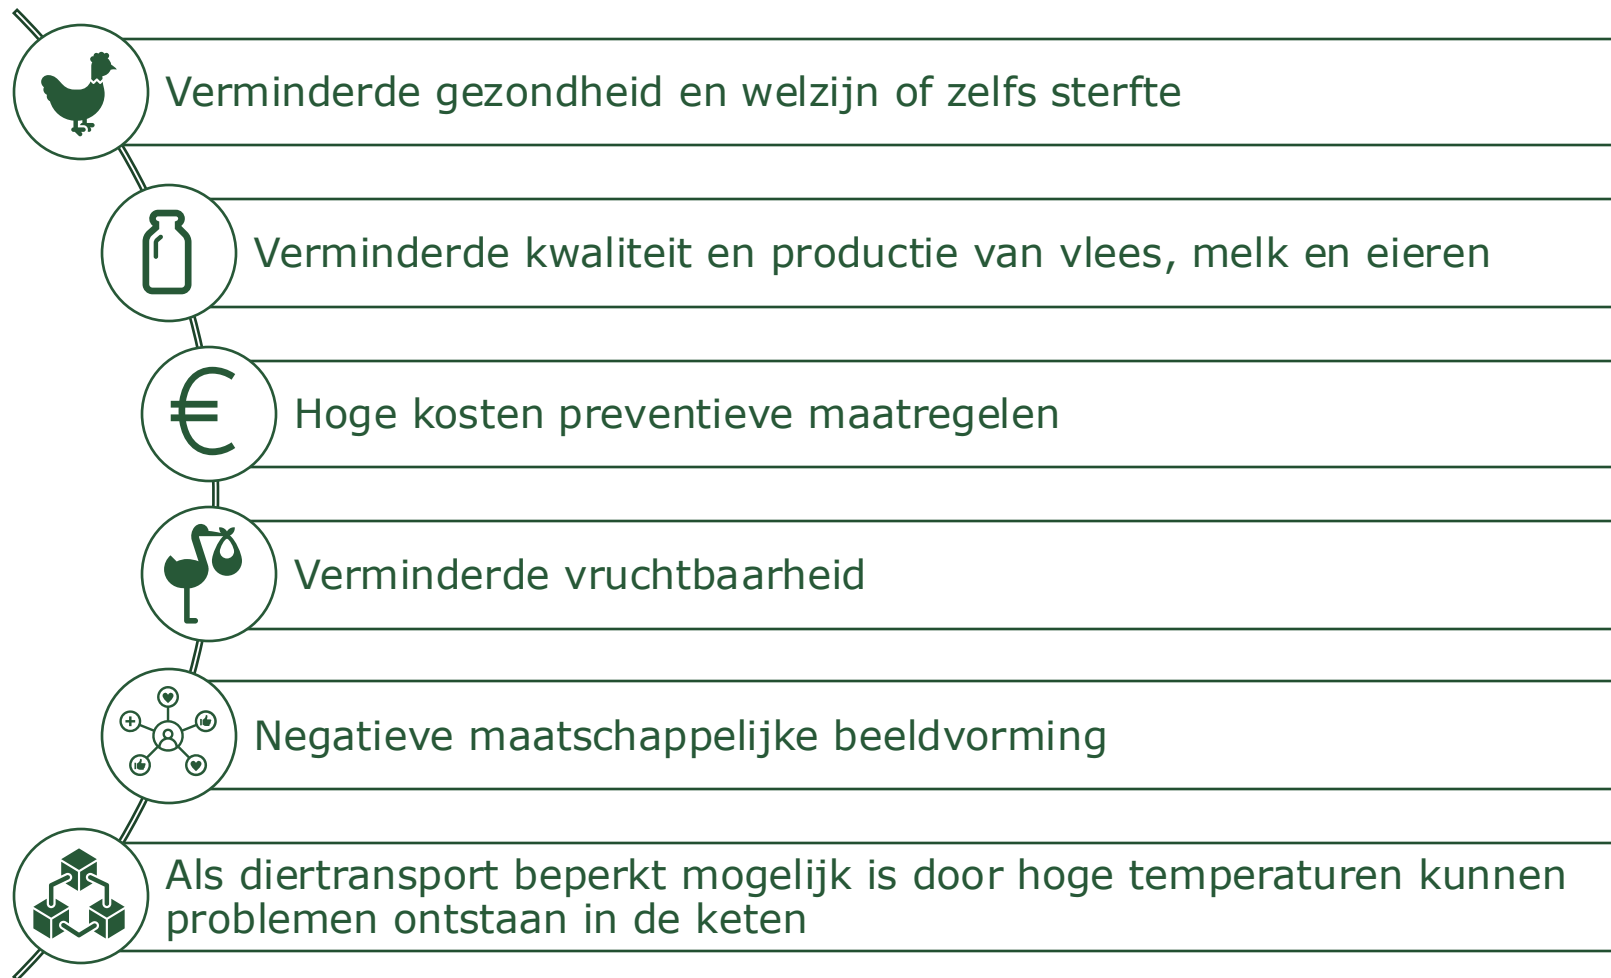 Verminderde gezondheid en welzijn of zelfs sterfte
Verminderde kwaliteit en productie van vlees, melk en eieren
€
Hoge kosten preventieve maatregelen
Verminderde vruchtbaarheid
Negatieve maatschappelijke beeldvorming
Als diertransport beperkt mogelijk is door hoge temperaturen kunnen
problemen ontstaan in de keten